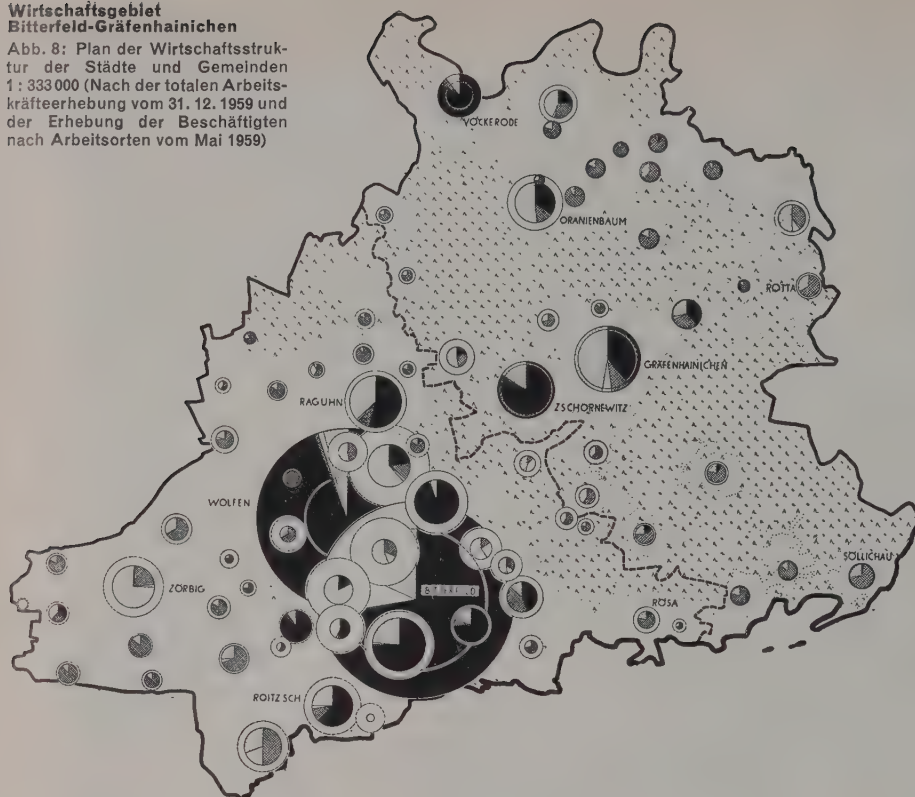 Wirtschaftsgebiet
Bitterfeld-Gräfenhainichen
Abb. 8: Plan der Wirtschaftsstruk-
tur der Städte und Gemeinden
1 : 333 000 (Nach der totalen Arbeits-
kräfteerhebung vom 31. 12. 1959 und
der Erhebung der Beschäftigten
nach Arbeitsorten vom Mai 1959)
VOCKERODE
ORANIENBAUM
ROTTA
GRÄFENHAINICHEN
ZSCHORNEWITZ
RAGUHN
WOLFEN
SÖLLICHAU
ZÖRBIG
RÖSA
ROITZSCH